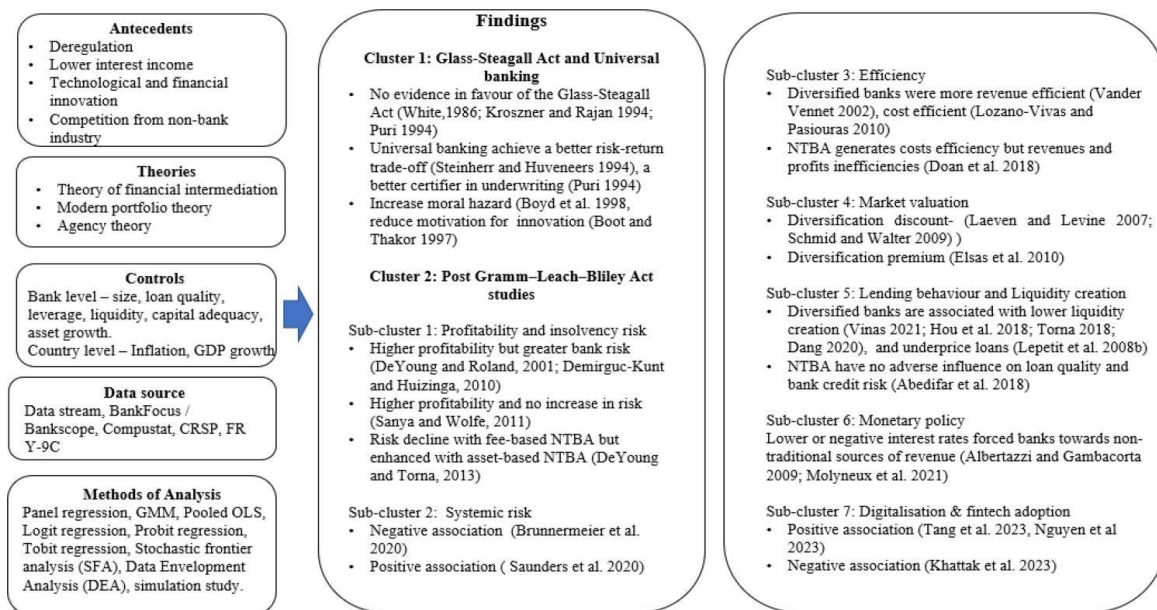 Antecedents
• Deregulation
• Lower interest income
• Technological and financial
innovation
• Competition from non-bank
industry
Theories
• Theory of financial intermediation
• Modern portfolio theory
• Agency theory
Controls
Bank level – size, loan quality,
leverage, liquidity, capital adequacy,
asset growth.
Country level – Inflation, GDP growth
Data source
Data stream, BankFocus /
Bankscope, Compustat, CRSP, FR
Y-9C
Methods of Analysis
Panel regression, GMM, Pooled OLS,
Logit regression, Probit regression,
Tobit regression, Stochastic frontier
analysis (SFA), Data Envelopment
Analysis (DEA), simulation study.
Findings
Cluster 1: Glass-Steagall Act and Universal
banking
• No evidence in favour of the Glass-Steagall
Act (White,1986; Kroszner and Rajan 1994;
Puri 1994)
• Universal banking achieve a better risk-return
trade-off (Steinherr and Huveneers 1994), a
better certifier in underwriting (Puri 1994)
• Increase moral hazard (Boyd et al. 1998,
reduce motivation for innovation (Boot and
Thakor 1997)
Cluster 2: Post Gramm–Leach–Bliley Act
studies
Sub-cluster 1: Profitability and insolvency risk
• Higher profitability but greater bank risk
(DeYoung and Roland, 2001; Demirguc-Kunt
and Huizinga, 2010)
• Higher profitability and no increase in risk
(Sanya and Wolfe, 2011)
• Risk decline with fee-based NTBA but
enhanced with asset-based NTBA (DeYoung
and Torna, 2013)
Sub-cluster 2: Systemic risk
• Negative association (Brunnermeier et al.
2020)
• Positive association ( Saunders et al. 2020)
Sub-cluster 3: Efficiency
• Diversified banks were more revenue efficient (Vander
Vennet 2002), cost efficient (Lozano-Vivas and
Pasiouras 2010)
• NTBA generates costs efficiency but revenues and
profits inefficiencies (Doan et al. 2018)
Sub-cluster 4: Market valuation
• Diversification discount- (Laeven and Levine 2007;
Schmid and Walter 2009) )
• Diversification premium (Elsas et al. 2010)
Sub-cluster 5: Lending behaviour and Liquidity creation
• Diversified banks are associated with lower liquidity
creation (Vinas 2021; Hou et al. 2018; Torna 2018;
Dang 2020), and underprice loans (Lepetit et al. 2008b)
• NTBA have no adverse influence on loan quality and
bank credit risk (Abedifar et al. 2018)
Sub-cluster 6: Monetary policy
Lower or negative interest rates forced banks towards non-
traditional sources of revenue (Albertazzi and Gambacorta
2009; Molyneux et al. 2021)
Sub-cluster 7: Digitalisation & fintech adoption
• Positive association (Tang et al. 2023, Nguyen et al
2023)
• Negative association (Khattak et al. 2023)